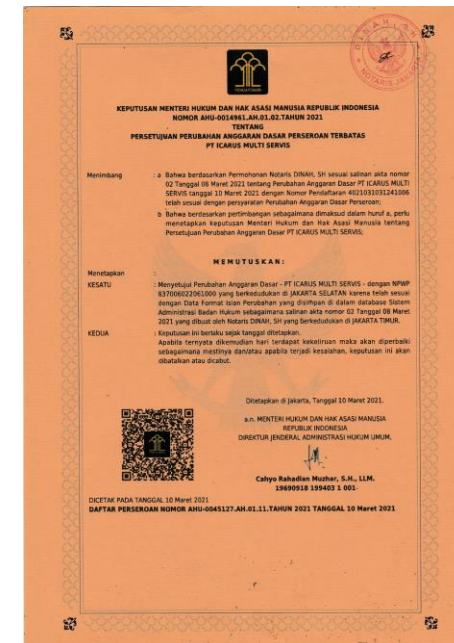 DINAH, SH
NOTARIS JAKARTA
PENGAYOMAN
KEPUTUSAN MENTERI HUKUM DAN HAK ASASI MANUSIA REPUBLIK INDONESIA
NOMOR AHU-0014961.AH.01.02.TAHUN 2021
TENTANG
PERSETUJUAN PERUBAHAN ANGGARAN DASAR PERSEROAN TERBATAS
PT ICARUS MULTI SERVIS
Menimbang : a Bahwa berdasarkan Permohonan Notaris DINAH, SH sesuai salinan akta nomor
02 Tanggal 08 Maret 2021 tentang Perubahan Anggaran Dasar PT ICARUS MULTI
SERVIS tanggal 10 Maret 2021 dengan Nomor Pendaftaran 4021031031241006
telah sesuai dengan persyaratan Perubahan Anggaran Dasar Perseroan;
b Bahwa berdasarkan pertimbangan sebagaimana dimaksud dalam huruf a, perlu
menetapkan keputusan Menteri Hukum dan Hak Asasi Manusia tentang
Persetujuan Perubahan Anggaran Dasar PT ICARUS MULTI SERVIS;
MEMUTUSKAN:
Menetapkan :
KESATU : Menyetujui Perubahan Anggaran Dasar - PT ICARUS MULTI SERVIS - dengan NPWP
837006022061000 yang berkedudukan di JAKARTA SELATAN karena telah sesuai
dengan Data Format Isian Perubahan yang disimpan di dalam database Sistem
Administrasi Badan Hukum sebagaimana salinan akta nomor 02 Tanggal 08 Maret
2021 yang dibuat oleh Notaris DINAH, SH yang berkedudukan di JAKARTA TIMUR.
KEDUA : Keputusan ini berlaku sejak tanggal ditetapkan.
Apabila ternyata dikemudian hari terdapat kekeliruan maka akan diperbaiki
sebagaimana mestinya dan/atau apabila terjadi kesalahan, keputusan ini akan
dibatalkan atau dicabut.
Ditetapkan di Jakarta, Tanggal 10 Maret 2021.
a.n. MENTERI HUKUM DAN HAK ASASI MANUSIA
REPUBLIK INDONESIA
DIREKTUR JENDERAL ADMINISTRASI HUKUM UMUM,
Cahyo Rahadian Muzhar, S.H., LLM.
19690918 199403 1 001
DICETAK PADA TANGGAL 10 Maret 2021
DAFTAR PERSEROAN NOMOR AHU-0045127.AH.01.11.TAHUN 2021 TANGGAL 10 Maret 2021